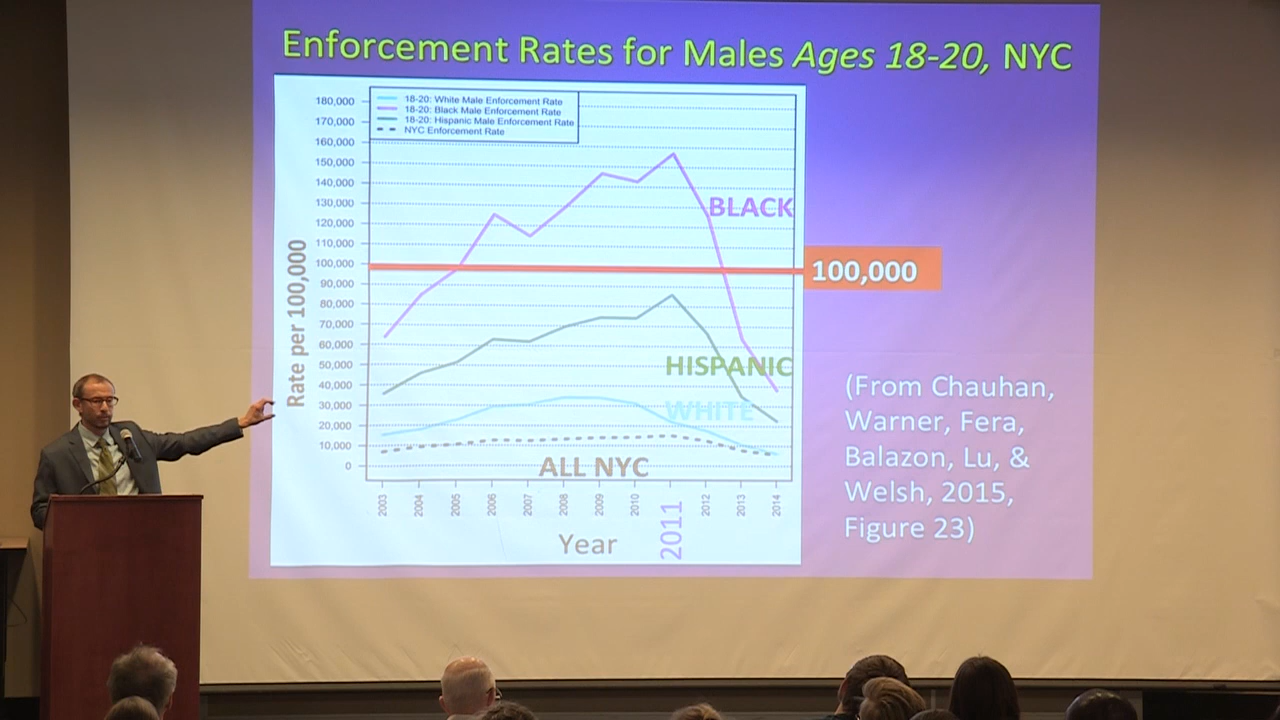 Enforcement Rates for Males Ages 18-20, NYC
18-20: White Male Enforcement Rate
18-20: Black Male Enforcement Rate
18-20: Hispanic Male Enforcement Rate
NYC Enforcement Rate
180,000
170,000
160,000
150,000
140,000
130,000
120,000
110,000
100,000
90,000
80,000
70,000
60,000
50,000
40,000
30,000
20,000
10,000
0
Rate per 100,000
BLACK
100,000
HISPANIC
WHITE
ALL NYC
2003
2004
2005
2006
2007
2008
2009
2010
2011
2012
2013
2014
Year
(From Chauhan,
Warner, Fera,
Balazon, Lu, &
Welsh, 2015,
Figure 23)